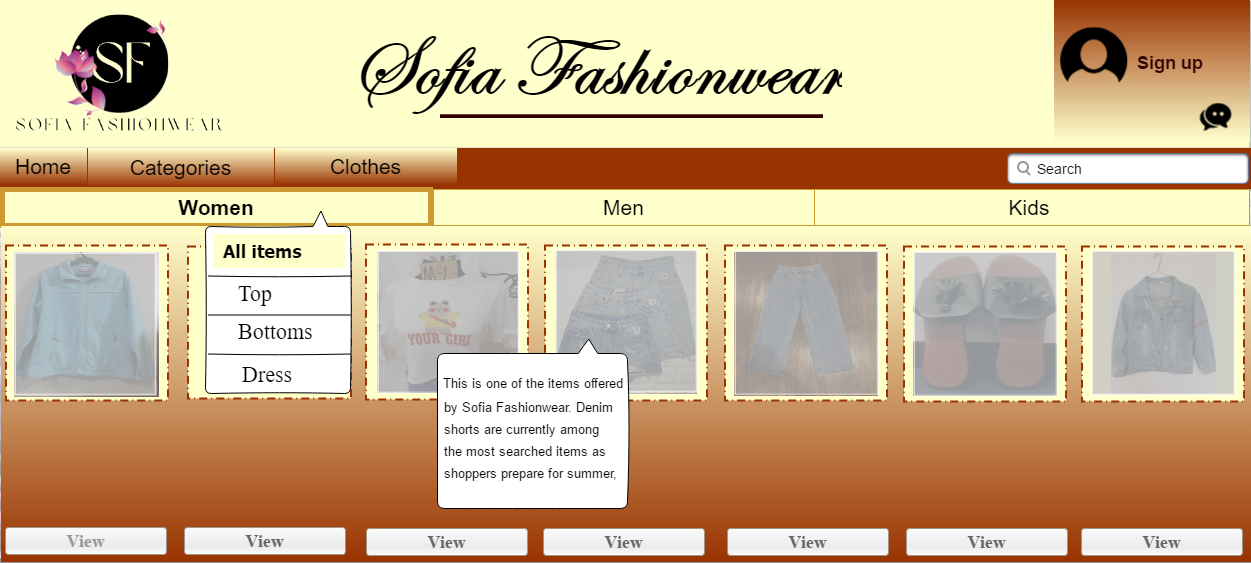 SF
SOFIA FASHIONWEAR
Sofia Fashionwear
Sign up
Home
Categories
Clothes
Search
Women
Men
Kids
All items
Top
Bottoms
Dress
YOUR GIRL
This is one of the items offered
by Sofia Fashionwear. Denim
shorts are currently among
the most searched items as
shoppers prepare for summer,
View
View
View
View
View
View
View